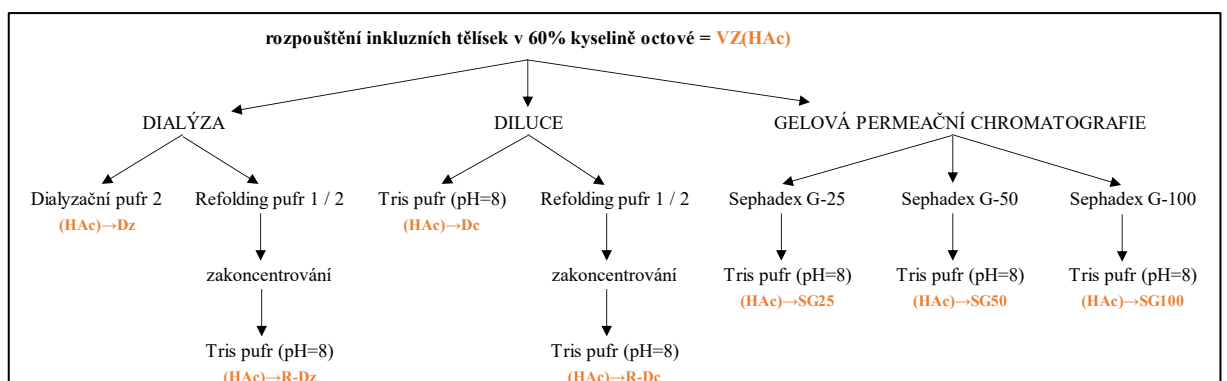 rozpouštění inkluzních tělísek v 60% kyselině octové = VZ(HAc)
DIALÝZA DILUCE GELOVÁ PERMEAČNÍ CHROMATOGRAFIE
Dialyzační pufr 2 Refolding pufr 1 / 2 Tris pufr (pH=8) Refolding pufr 1 / 2 Sephadex G-25 Sephadex G-50 Sephadex G-100
(HAc)→Dz (HAc)→Dc
zakoncentrování zakoncentrování Tris pufr (pH=8) Tris pufr (pH=8) Tris pufr (pH=8)
(HAc)→SG25 (HAc)→SG50 (HAc)→SG100
Tris pufr (pH=8) Tris pufr (pH=8)
(HAc)→R-Dz (HAc)→R-Dc